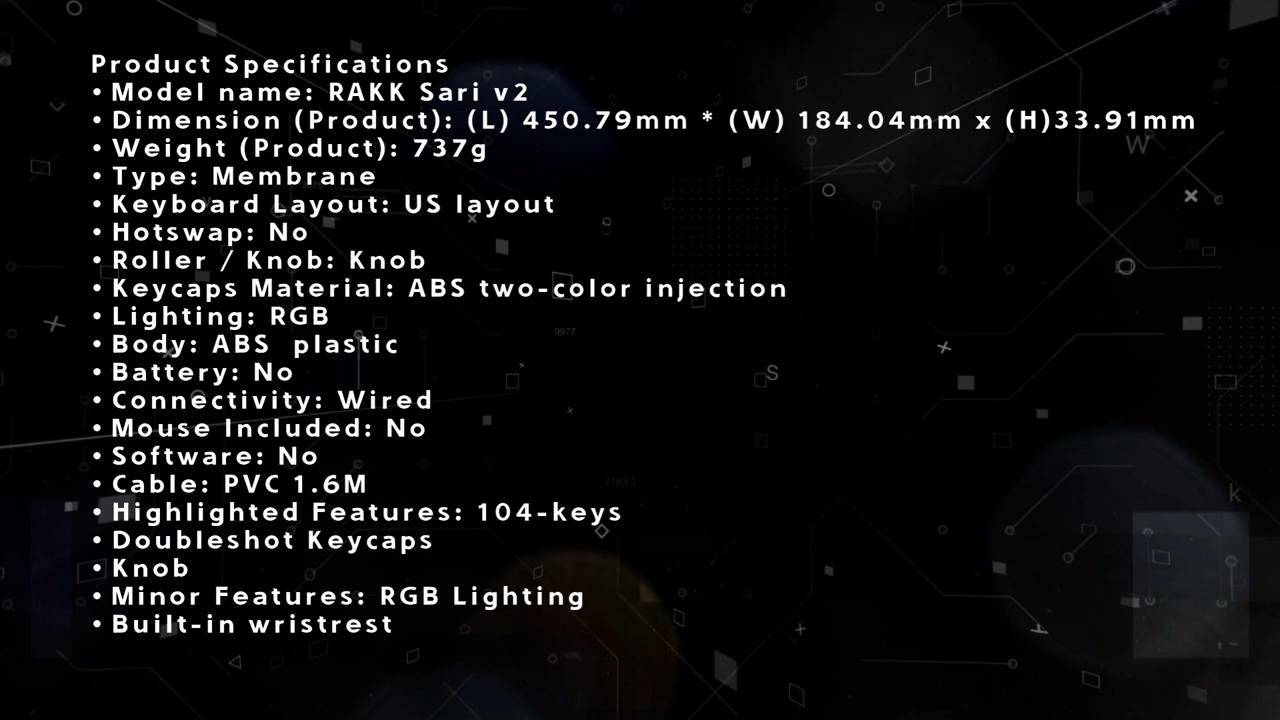 Product Specifications
• Model name: RAKK Sari v2
• Dimension (Product): (L) 450.79mm * (W) 184.04mm x (H)33.91mm
• Weight (Product): 737g
• Type: Membrane
• Keyboard Layout: US layout
• Hotswap: No
• Roller / Knob: Knob
• Keycaps Material: ABS two-color injection
• Lighting: RGB
• Body: ABS  plastic
• Battery: No
• Connectivity: Wired
• Mouse Included: No
• Software: No
• Cable: PVC 1.6M
• Highlighted Features: 104-keys
• Doubleshot Keycaps
• Knob
• Minor Features: RGB Lighting
• Built-in wristrest
W
9977
S
7163.3
k